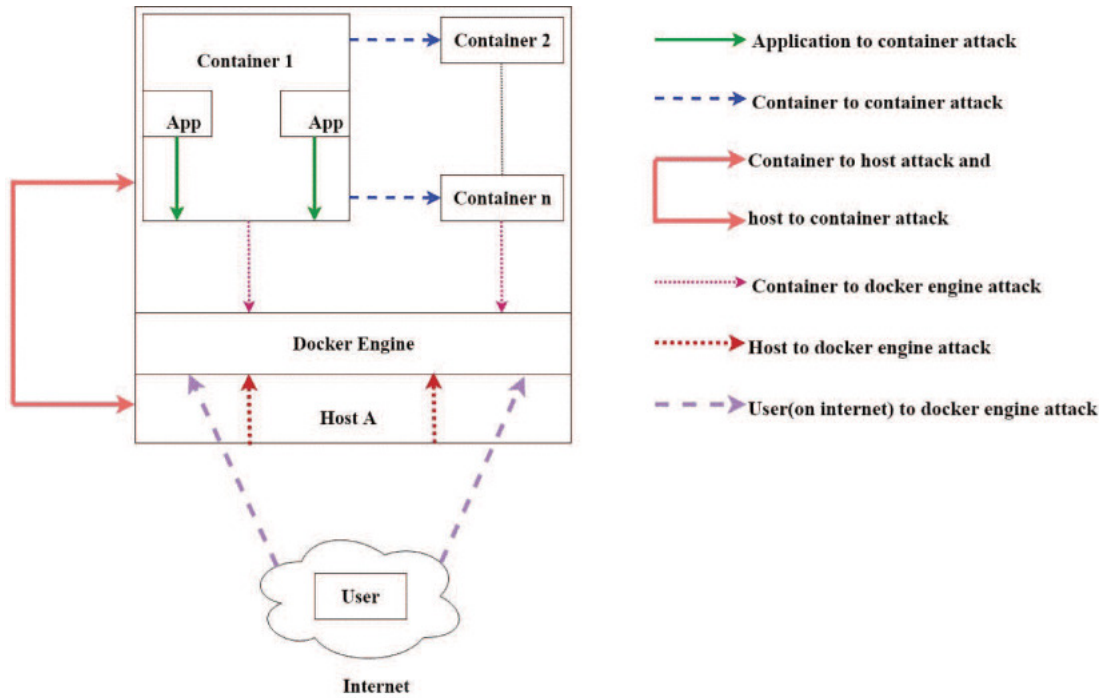 Container 1
Container 2
App
App
Container n
Docker Engine
Host A
User
Internet
Application to container attack
Container to container attack
Container to host attack and
host to container attack
Container to docker engine attack
Host to docker engine attack
User(on internet) to docker engine attack